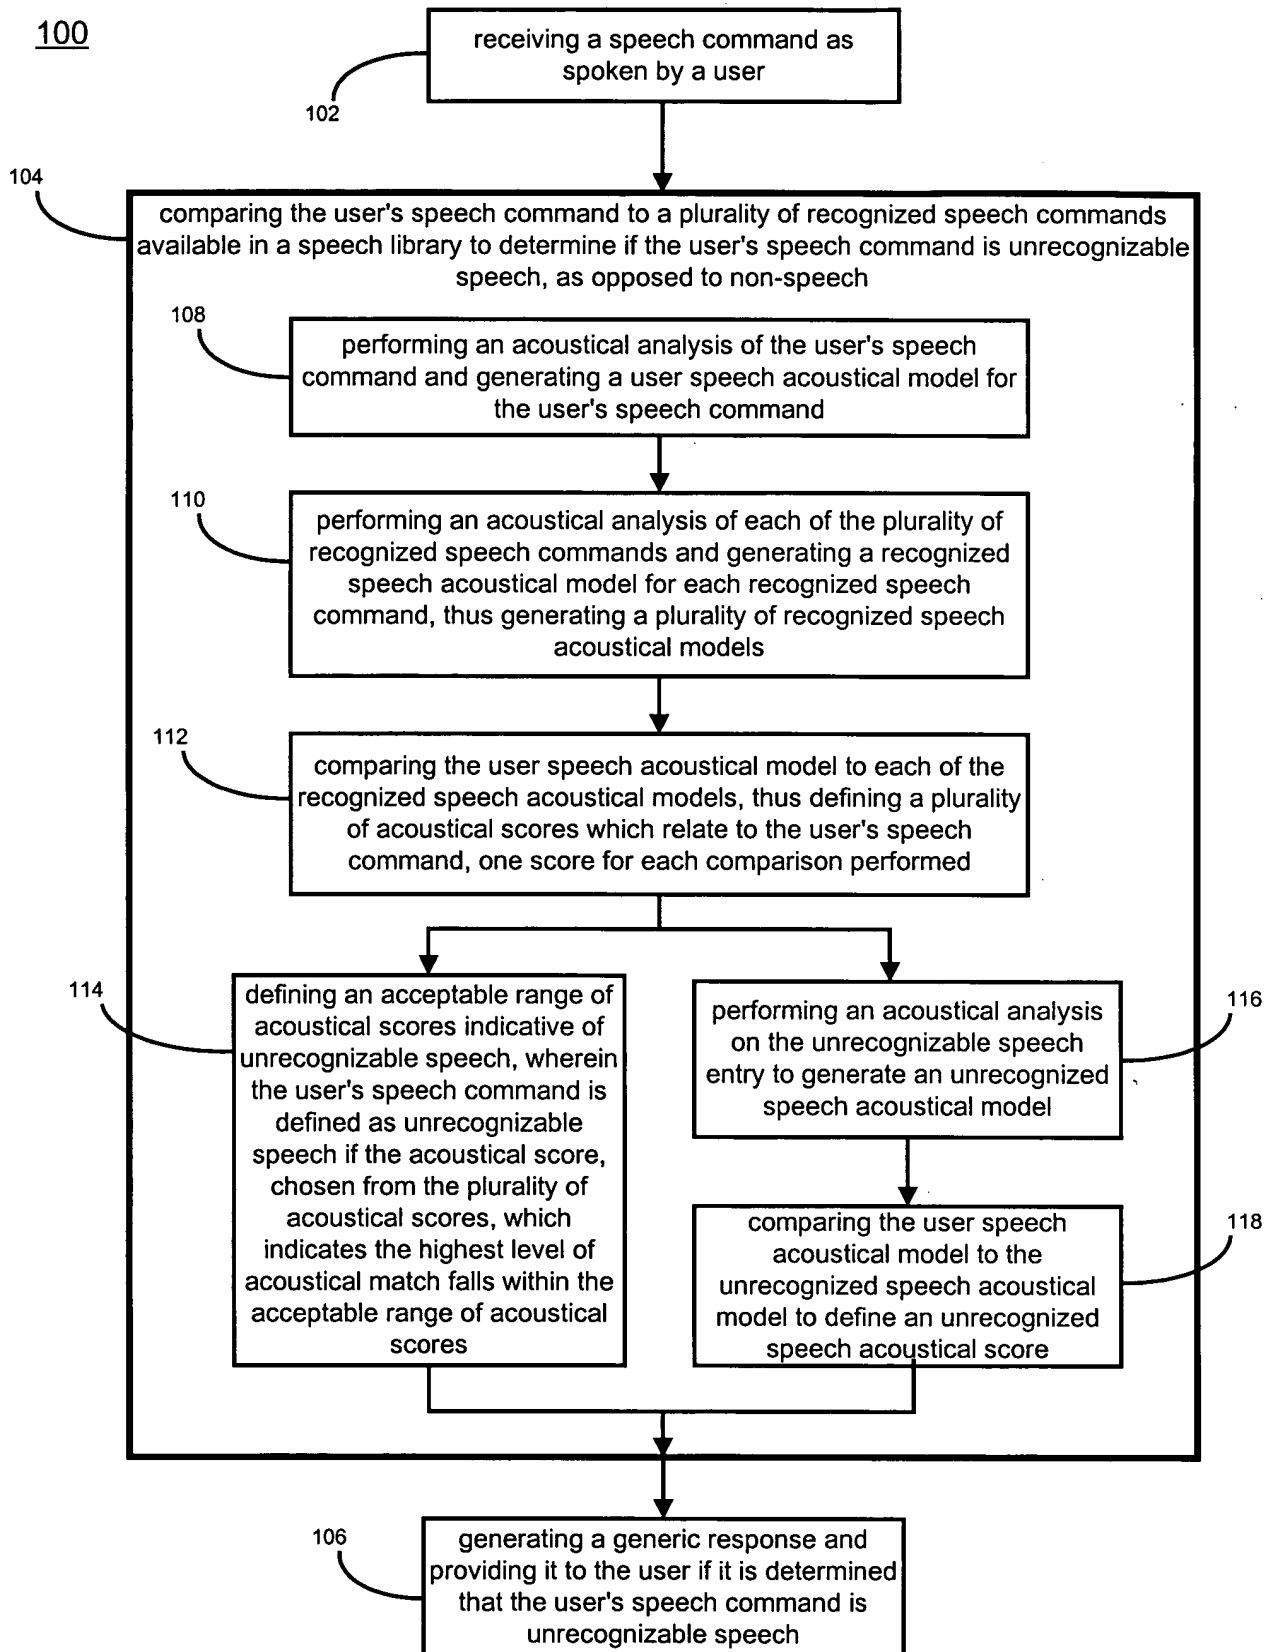 100
receiving a speech command as
spoken by a user
102
104
comparing the user's speech command to a plurality of recognized speech commands
available in a speech library to determine if the user's speech command is unrecognizable
speech, as opposed to non-speech
108
performing an acoustical analysis of the user's speech
command and generating a user speech acoustical model for
the user's speech command
110
performing an acoustical analysis of each of the plurality of
recognized speech commands and generating a recognized
speech acoustical model for each recognized speech
command, thus generating a plurality of recognized speech
acoustical models
112
comparing the user speech acoustical model to each of the
recognized speech acoustical models, thus defining a plurality
of acoustical scores which relate to the user's speech
command, one score for each comparison performed
114
defining an acceptable range of
acoustical scores indicative of
unrecognizable speech, wherein
the user's speech command is
defined as unrecognizable
speech if the acoustical score,
chosen from the plurality of
acoustical scores, which
indicates the highest level of
acoustical match falls within the
acceptable range of acoustical
scores
116
performing an acoustical analysis
on the unrecognizable speech
entry to generate an unrecognized
speech acoustical model
118
comparing the user speech
acoustical model to the
unrecognized speech acoustical
model to define an unrecognized
speech acoustical score
106
generating a generic response and
providing it to the user if it is determined
that the user's speech command is
unrecognizable speech